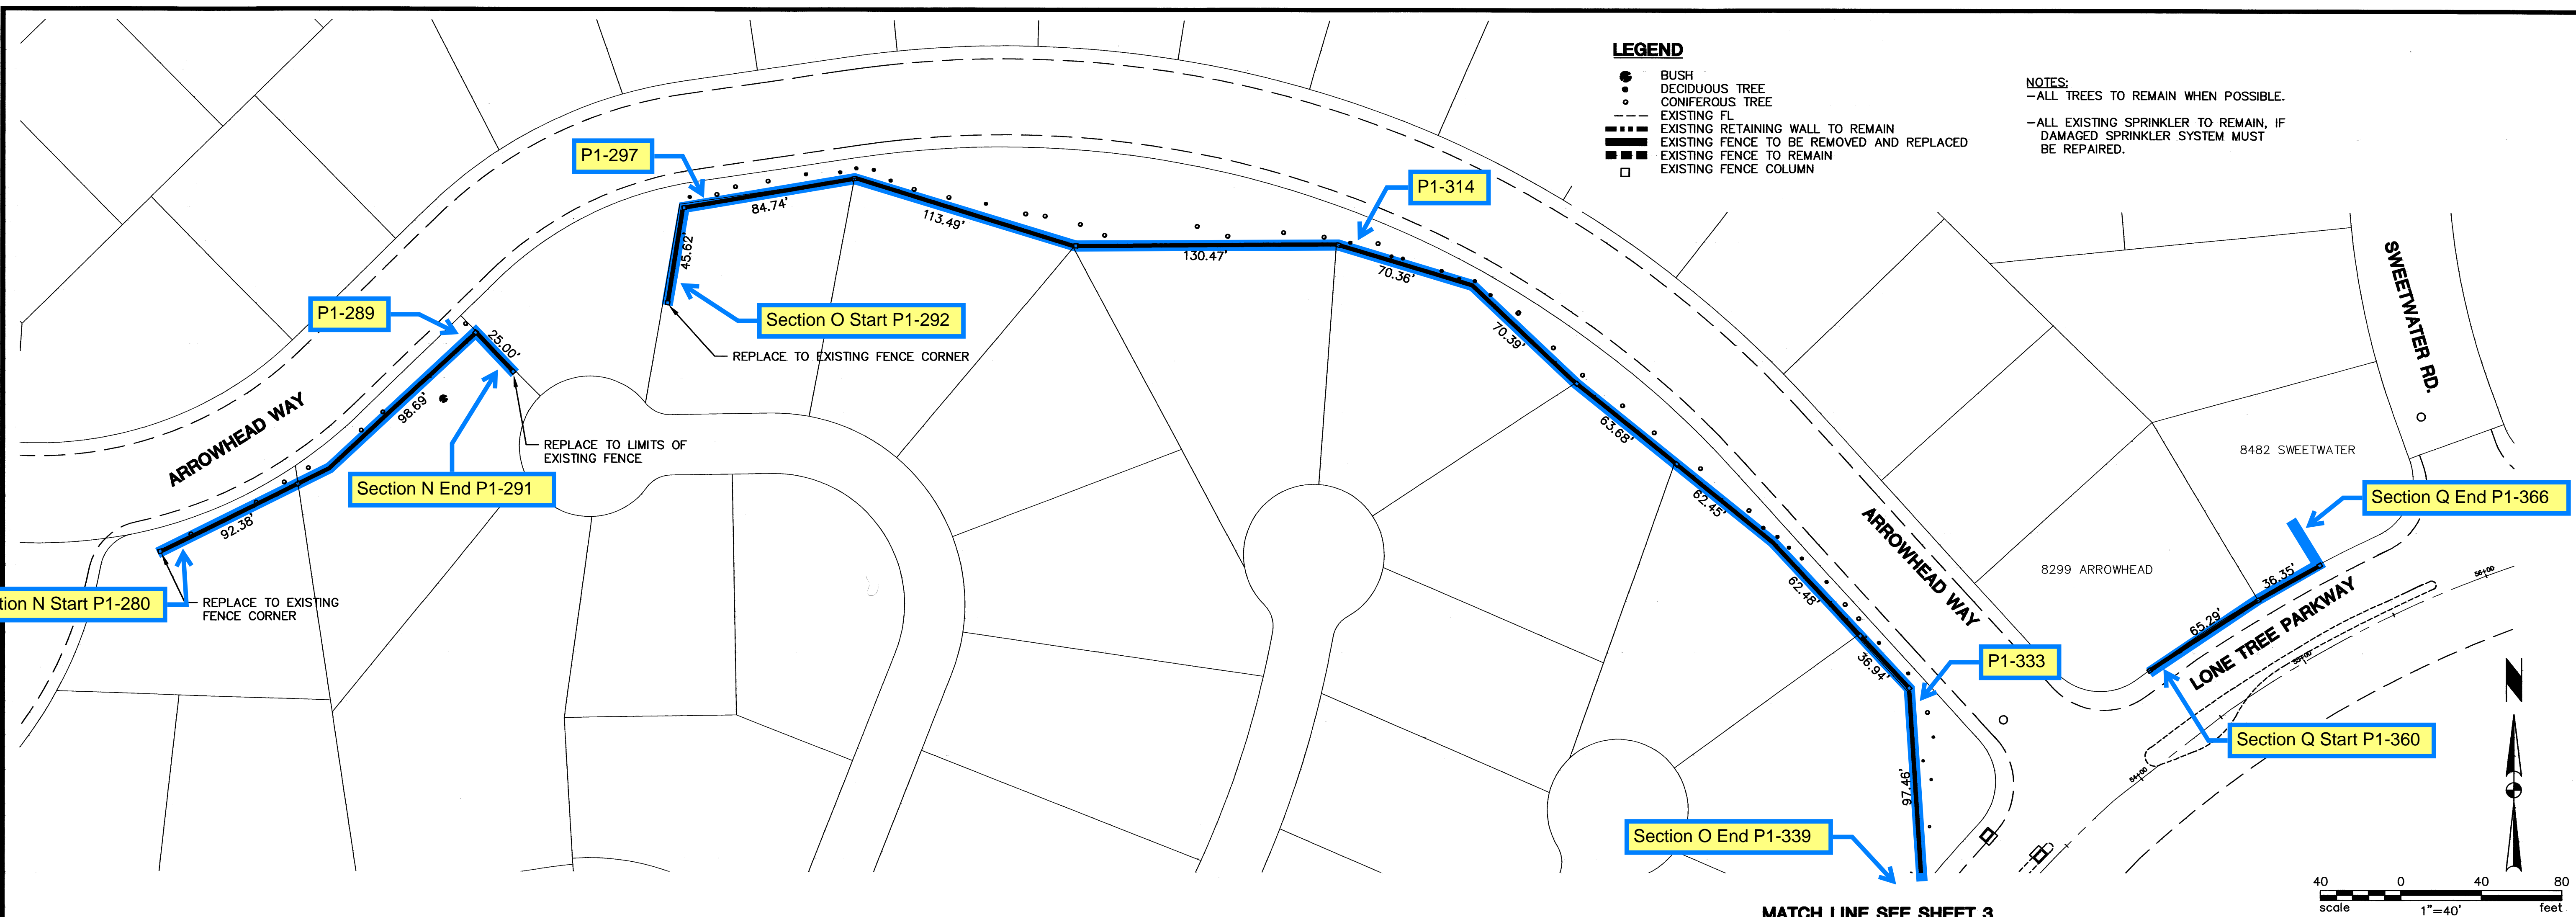 LEGEND
BUSH
DECIDUOUS TREE
CONIFEROUS TREE
EXISTING FL
EXISTING RETAINING WALL TO REMAIN
EXISTING FENCE TO BE REMOVED AND REPLACED
EXISTING FENCE TO REMAIN
EXISTING FENCE COLUMN
NOTES:
-ALL TREES TO REMAIN WHEN POSSIBLE.
-ALL EXISTING SPRINKLER TO REMAIN, IF
DAMAGED SPRINKLER SYSTEM MUST
BE REPAIRED.
P1-297
P1-314
84.74'
113.49'
45.62'
130.47'
70.36'
P1-289
25.00'
Section O Start P1-292
REPLACE TO EXISTING FENCE CORNER
70.39'
SWEETWATER RD.
98.69'
ARROWHEAD WAY
63.68'
REPLACE TO LIMITS OF
EXISTING FENCE
8482 SWEETWATER
Section N End P1-291
62.45'
Section Q End P1-366
92.38'
ARROWHEAD WAY
8299 ARROWHEAD
36.35'
56+00
62.48'
tion N Start P1-280
REPLACE TO EXISTING
FENCE CORNER
65.29'
LONE TREE PARKWAY
36.94'
P1-333
55+00
N
Section Q Start P1-360
54+00
97.46'
Section O End P1-339
40 0 40 80
scale 1"=40' feet
MATCH LINE SEE SHEET 3